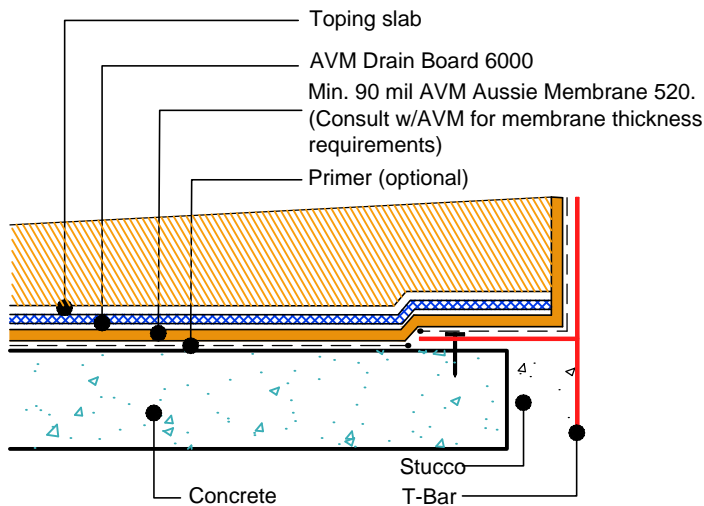 Toping slab
AVM Drain Board 6000
Min. 90 mil AVM Aussie Membrane 520.
(Consult w/AVM for membrane thickness
requirements)
Primer (optional)
Stucco
Concrete
T-Bar